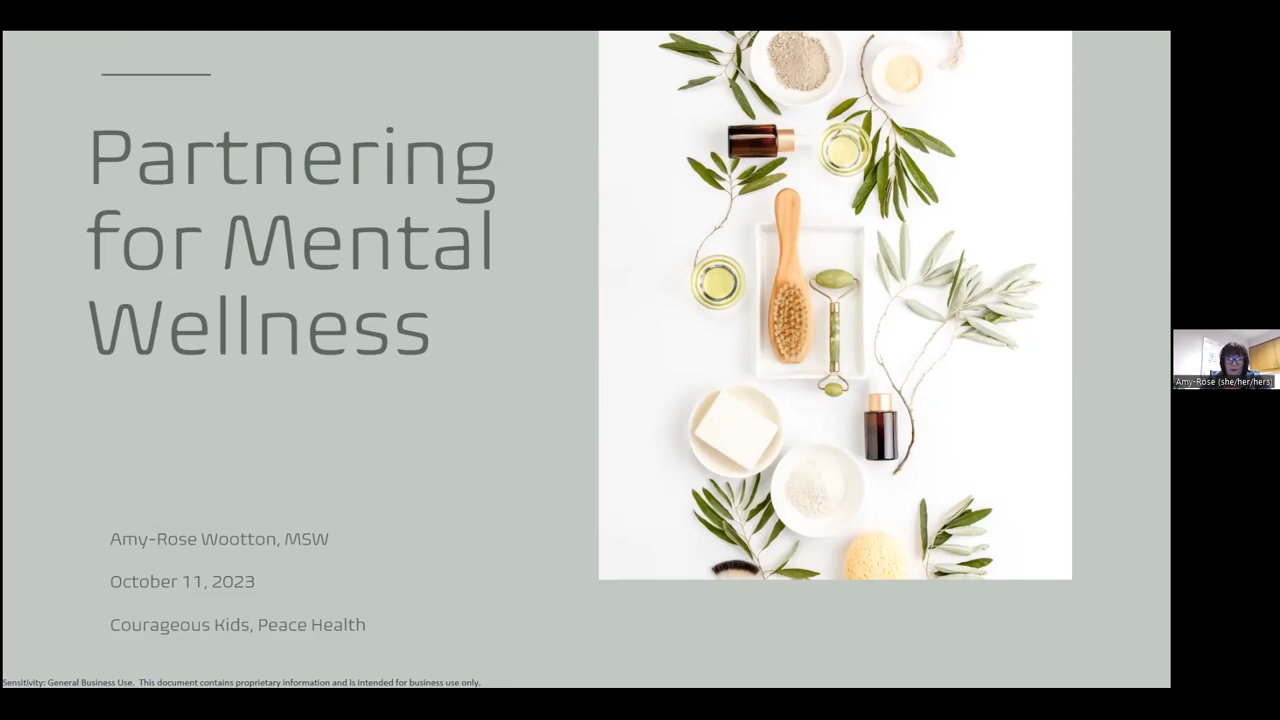 Partnering
for Mental
Wellness
Amy-Rose Wootton, MSW
October 11, 2023
Courageous Kids, Peace Health
Sensitivity: General Business Use.  This document contains proprietary information and is intended for business use only.
Amy-Rose (she/her/hers)